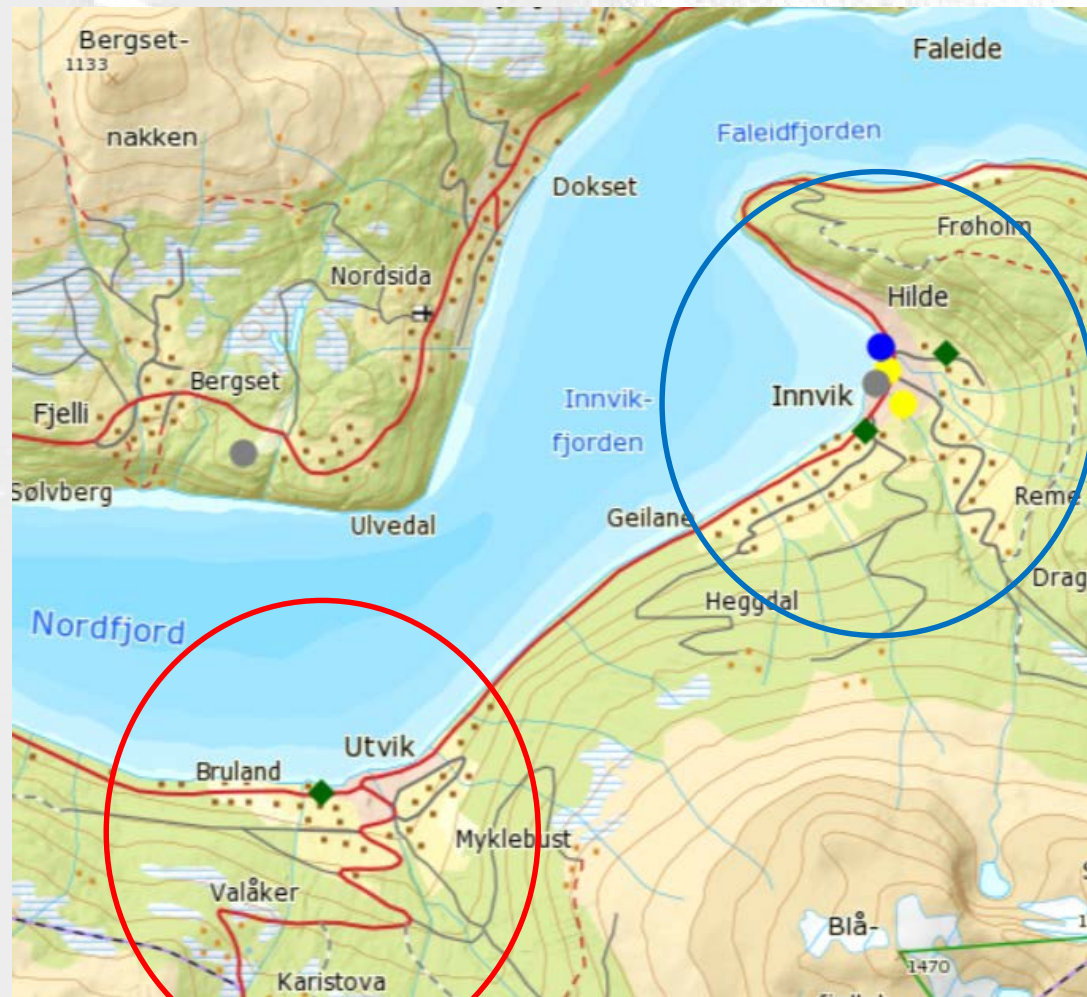 Bergset-
1133
nakken
Faleide
Faleidfjorden
Dokset
Frøholm
Nordsida
Hilde
Bergset
Innvik
Fjelli
Innvik-
fjorden
Sølvberg
Reme
Ulvedal
Geilane
Drag
Heggdal
Nordfjord
Utvik
Bruland
Myklebust
Valåker
Blå-
1470
Karistova